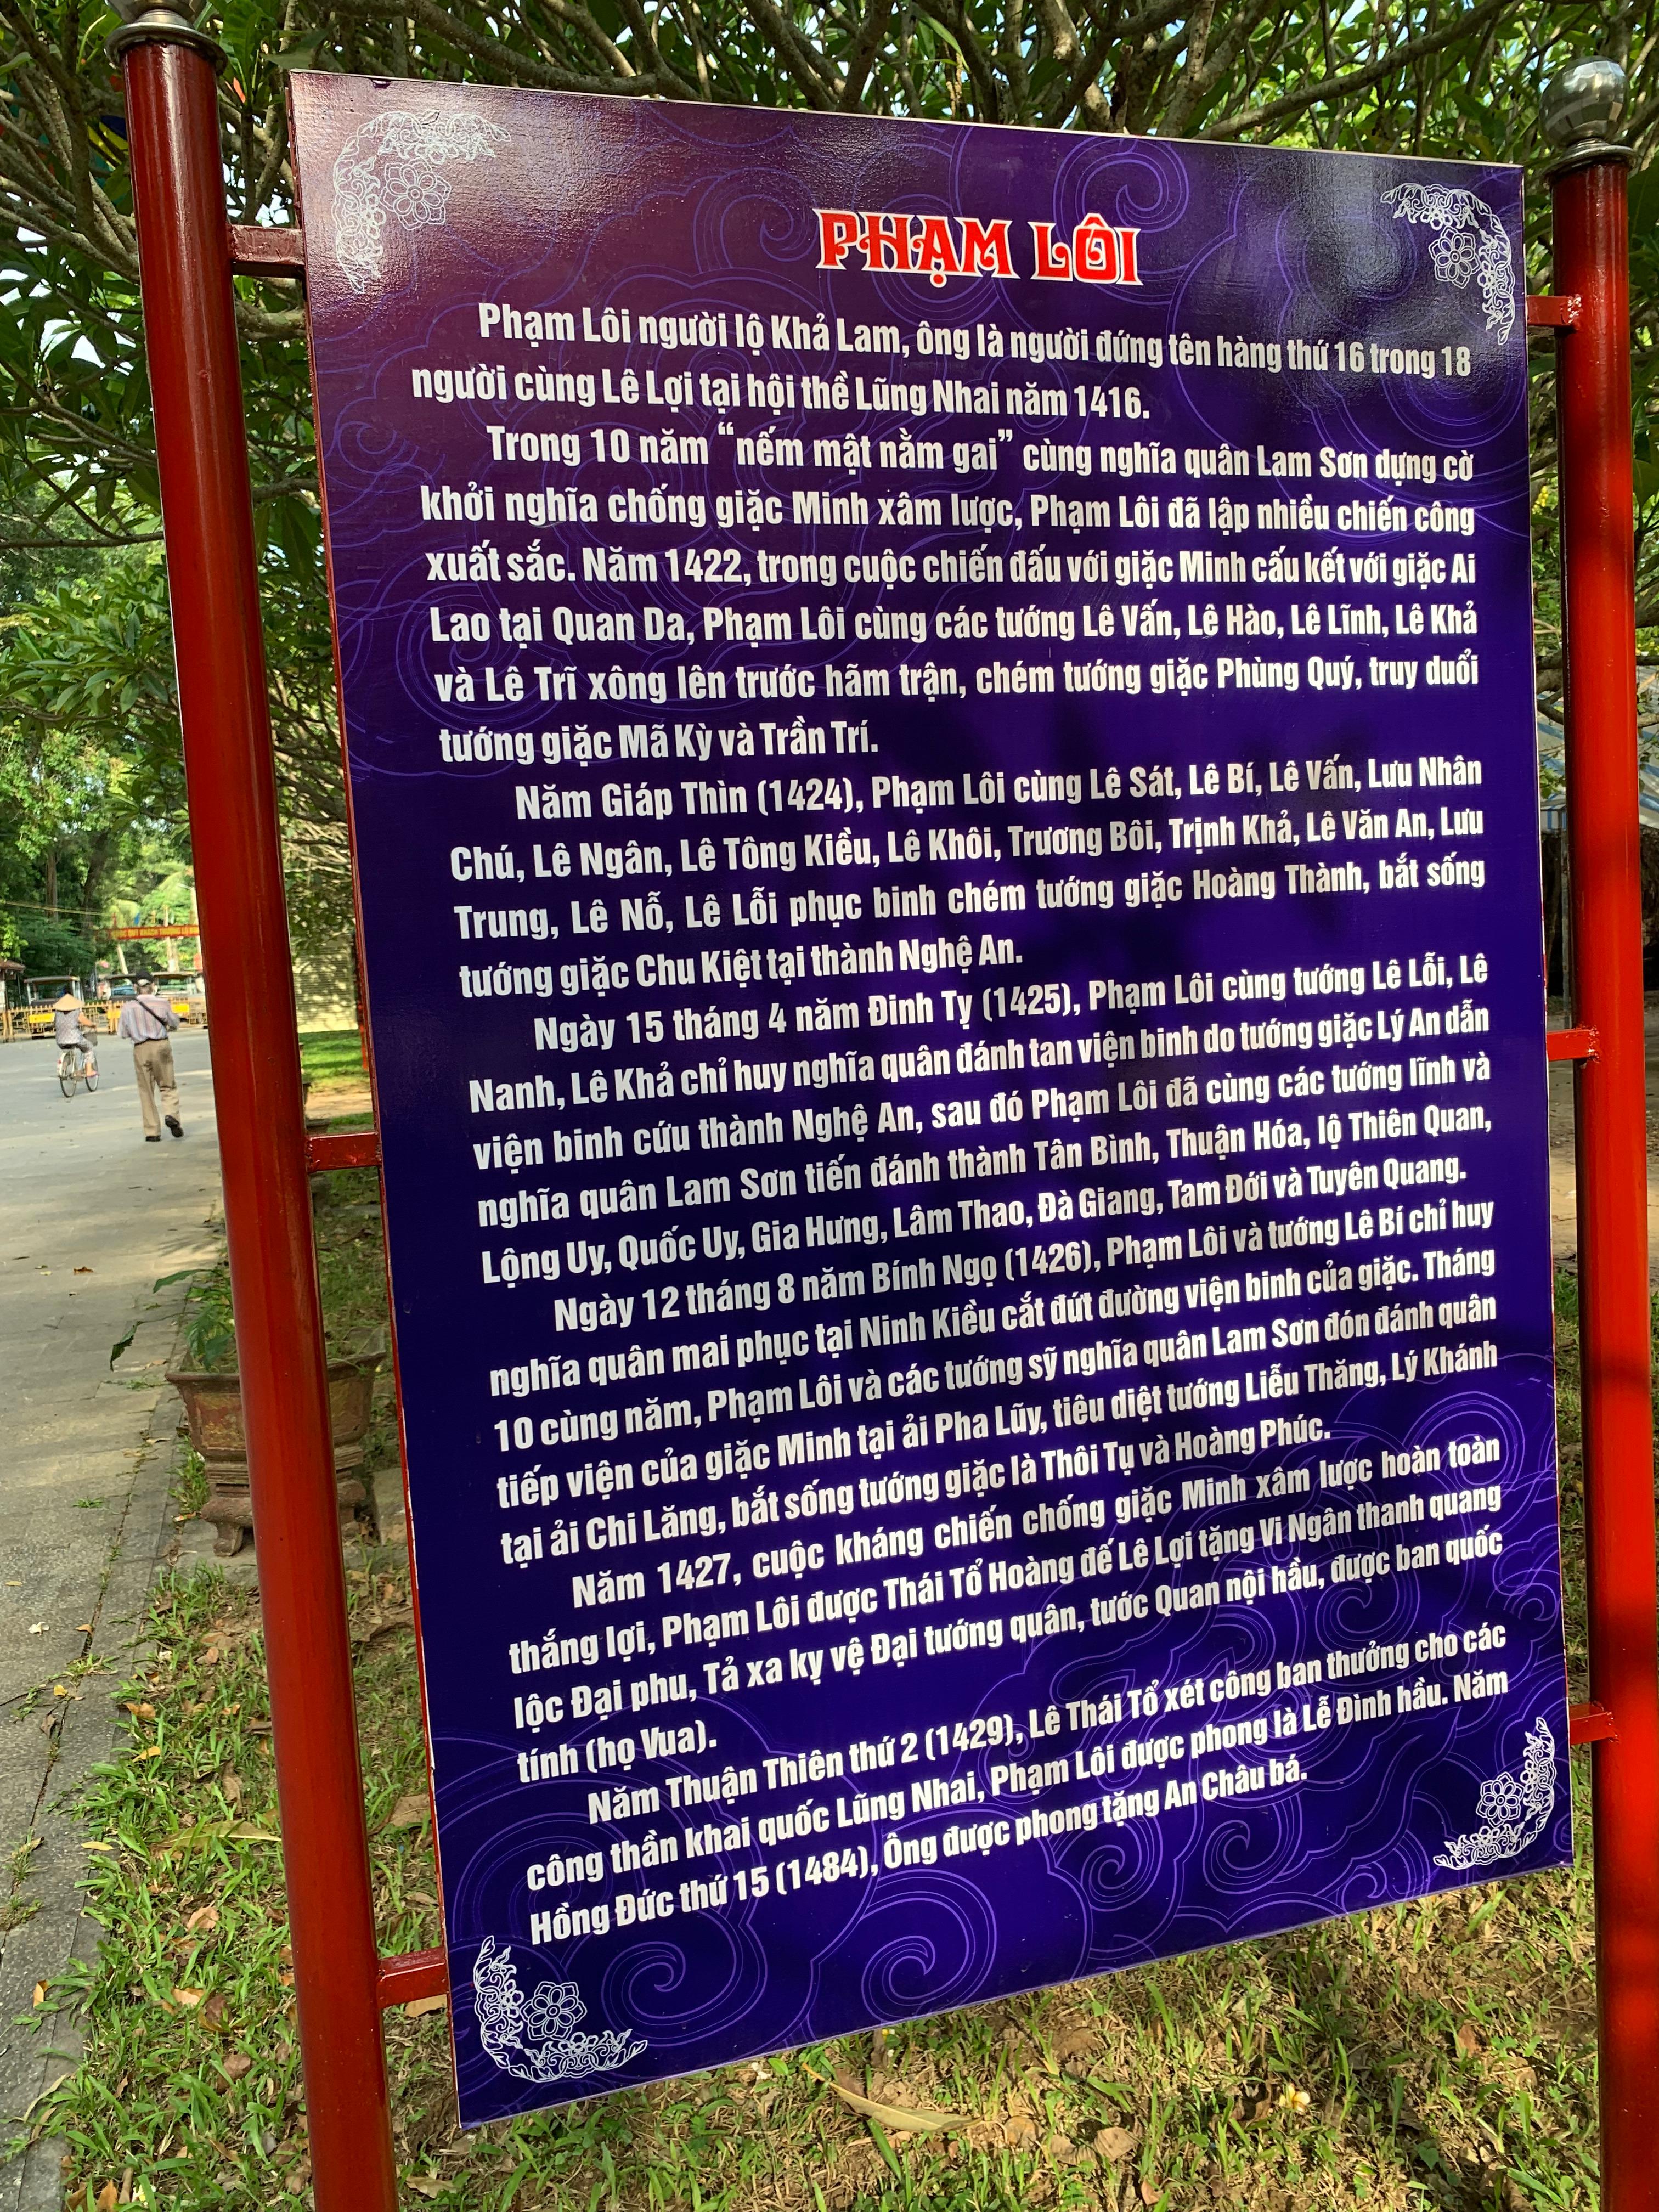 PHẠM LÔI
Phạm Lôi người lộ Khả Lam, ông là người đứng tên hàng thứ 16 trong 18
người cùng Lê Lợi tại hội thề Lũng Nhai năm 1416.
Trong 10 năm “nếm mật nằm gai” cùng nghĩa quân Lam Sơn dựng cờ
khởi nghĩa chống giặc Minh xâm lược, Phạm Lôi đã lập nhiều chiến công
xuất sắc. Năm 1422, trong cuộc chiến đấu với giặc Minh cấu kết với giặc Ai
Lao tại Quan Da, Phạm Lôi cùng các tướng Lê Vấn, Lê Hào, Lê Lĩnh, Lê Khả
và Lê Trĩ xông lên trước hãm trận, chém tướng giặc Phùng Quý, truy duổi
tướng giặc Mã Kỳ và Trần Trí.
Năm Giáp Thìn (1424), Phạm Lôi cùng Lê Sát, Lê Bí, Lê Vấn, Lưu Nhân
Chú, Lê Ngân, Lê Tông Kiều, Lê Khôi, Trương Bôi, Trịnh Khả, Lê Văn An, Lưu
Trung, Lê Nỗ, Lê Lỗi phục binh chém tướng giặc Hoàng Thành, bắt sống
tướng giặc Chu Kiệt tại thành Nghệ An.
Ngày 15 tháng 4 năm Đinh Tỵ (1425), Phạm Lôi cùng tướng Lê Lỗi, Lê
Nanh, Lê Khả chỉ huy nghĩa quân đánh tan viện binh do tướng giặc Lý An dẫn
viện binh cứu thành Nghệ An, sau đó Phạm Lôi đã cùng các tướng lĩnh và
nghĩa quân Lam Sơn tiến đánh thành Tân Bình, Thuận Hóa, lộ Thiên Quan,
Lộng Uy, Quốc Uy, Gia Hưng, Lâm Thao, Đà Giang, Tam Đới và Tuyên Quang.
Ngày 12 tháng 8 năm Bính Ngọ (1426), Phạm Lôi và tướng Lê Bí chỉ huy
nghĩa quân mai phục tại Ninh Kiều cắt đứt đường viện binh của giặc. Tháng
10 cùng năm, Phạm Lôi và các tướng sỹ nghĩa quân Lam Sơn đón đánh quân
tiếp viện của giặc Minh tại ải Pha Lũy, tiêu diệt tướng Liễu Thăng, Lý Khánh
tại ải Chi Lăng, bắt sống tướng giặc là Thôi Tụ và Hoàng Phúc.
Năm 1427, cuộc kháng chiến chống giặc Minh xâm lược hoàn toàn
thắng lợi, Phạm Lôi được Thái Tổ Hoàng đế Lê Lợi tặng Vi Ngân thanh quang
lộc Đại phu, Tả xa kỵ vệ Đại tướng quân, tước Quan nội hầu, được ban quốc
tính (họ Vua).
Năm Thuận Thiên thứ 2 (1429), Lê Thái Tổ xét công ban thưởng cho các
công thần khai quốc Lũng Nhai, Phạm Lôi được phong là Lễ Đình hầu. Năm
Hồng Đức thứ 15 (1484), Ông được phong tặng An Châu bá.